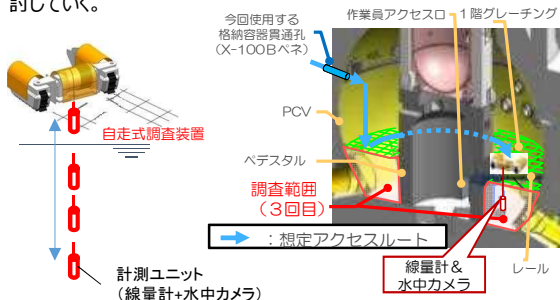 討していく。
今回使用する
格納容器貫通孔
(X-100Bペネ)
作業員アクセス口
1階グレーチング
自走式調査装置
PCV
ペデスタル
調査範囲
(3回目)
:想定アクセスルート
計測ユニット
(線量計+水中カメラ)
線量計&
水中カメラ
レール